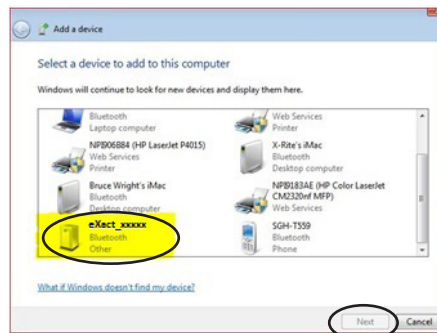 Add a device
Select a device to add to this computer
Windows will continue to look for new devices and display them here.
Bluetooth
Laptop computer
Web Services
Printer
NPI906B84 (HP LaserJet P4015)
Web Services
Printer
X-Rite's iMac
Bluetooth
Desktop computer
Bruce Wright's iMac
Bluetooth
Desktop computer
NPI9183AE (HP Color LaserJet
CM2320nf MFP)
Web Services
eXact_xxxxx
Bluetooth
Other
SGH-T559
Bluetooth
Phone
What if Windows doesn't find my device?
Next
Cancel